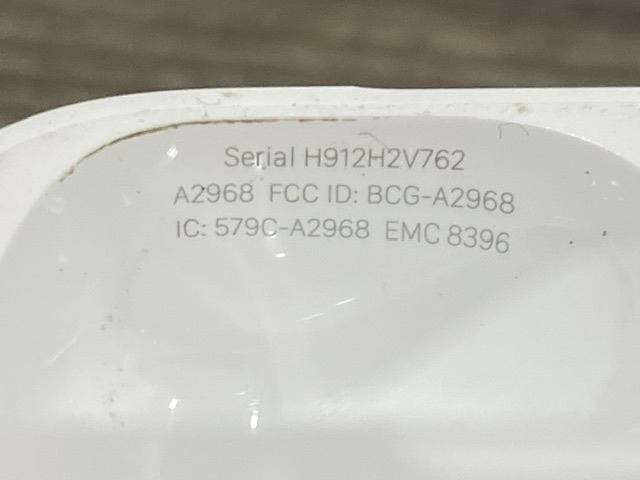 Serial H912H2V762
A2968 FCC ID: BCG-A2968
IC: 579C-A2968 EMC 8396